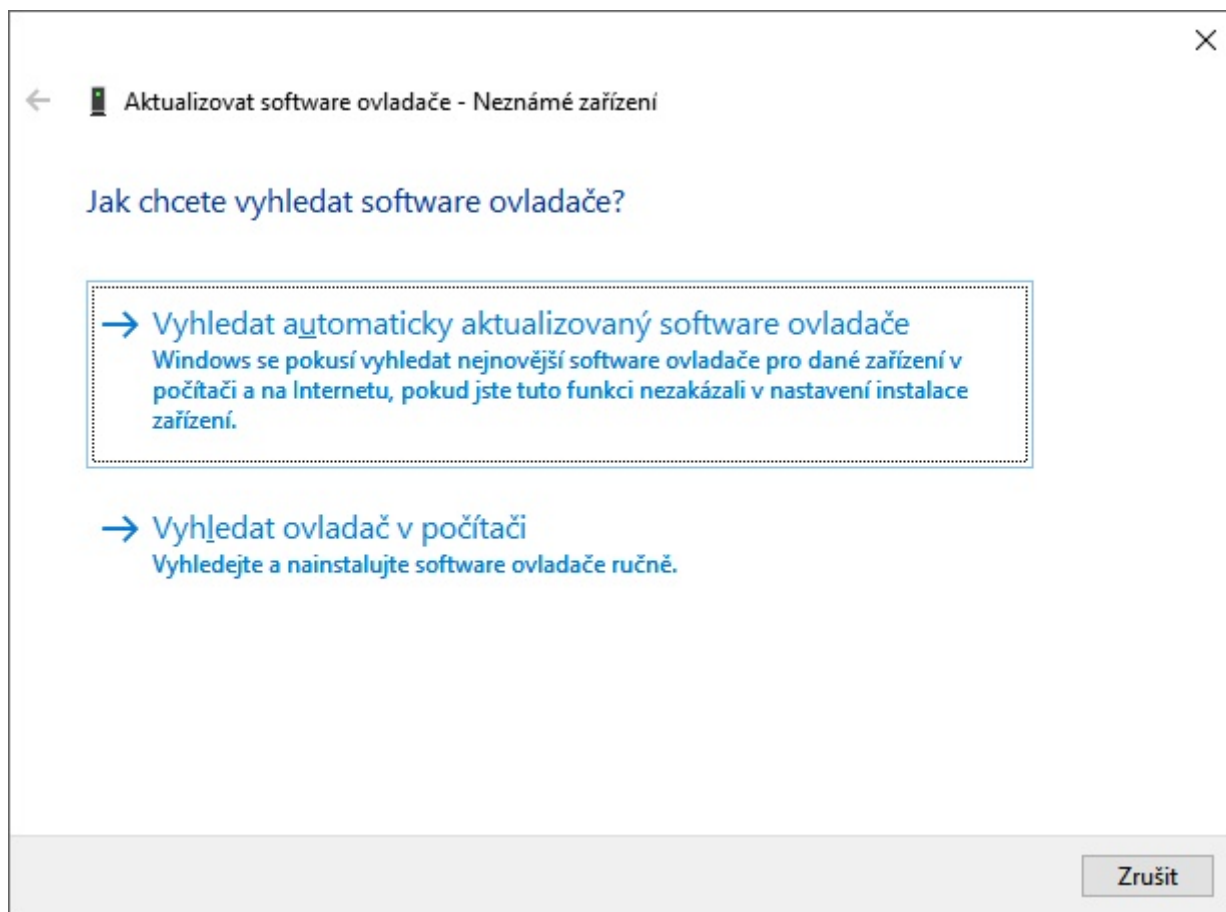 Aktualizovat software ovladače - Neznámé zařízení
Jak chcete vyhledat software ovladače?
Vyhledat automaticky aktualizovaný software ovladače
Windows se pokusí vyhledat nejnovější software ovladače pro dané zařízení v
počítači a na Internetu, pokud jste tuto funkci nezakázali v nastavení instalace
zařízení.
Vyhledat ovladač v počítači
Vyhledejte a nainstalujte software ovladače ručně.
Zrušit